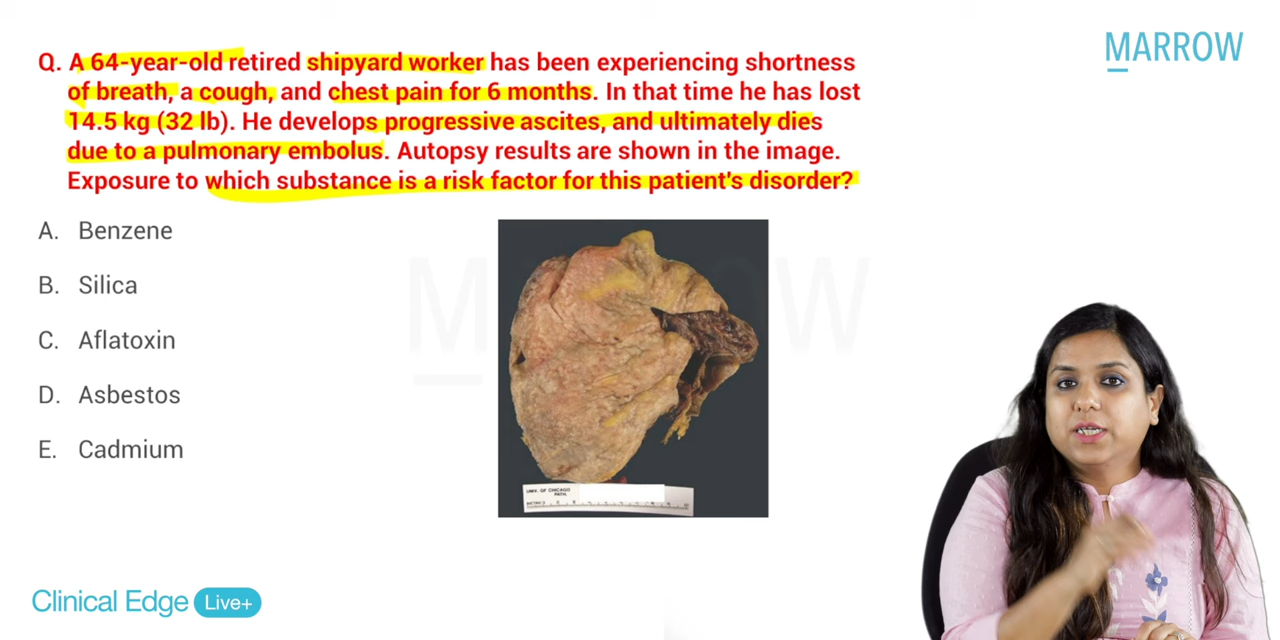 MARROW
Q. A 64-year-old retired shipyard worker has been experiencing shortness
of breath, a cough, and chest pain for 6 months. In that time he has lost
14.5 kg (32 lb). He develops progressive ascites, and ultimately dies
due to a pulmonary embolus. Autopsy results are shown in the image.
Exposure to which substance is a risk factor for this patient's disorder?
A. Benzene
B. Silica
C. Aflatoxin
D. Asbestos
E. Cadmium
MARROW
UNIV. OF CHICAGO
PATH.
Clinical Edge Live+